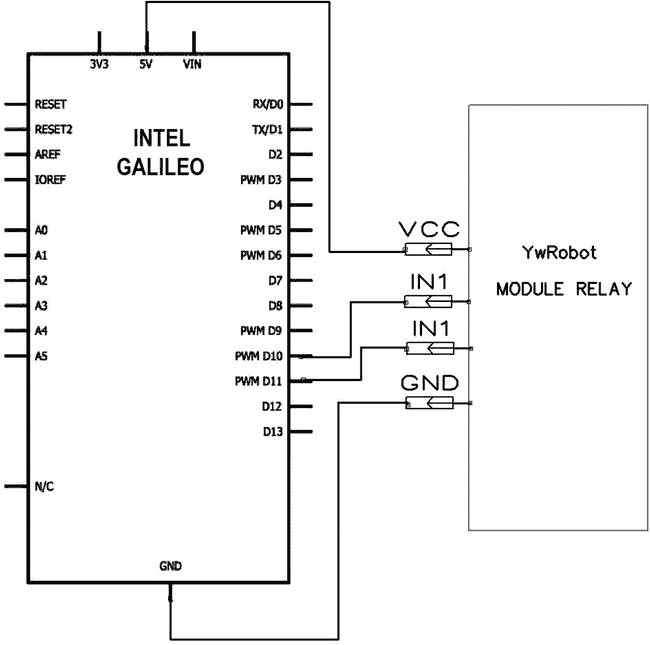 3V3 5V VIN
RESET
RESET2
AREF
IOREF
A0
A1
A2
A3
A4
A5
N/C
INTEL
GALILEO
RX/D0
TX/D1
D2
PWM D3
D4
PWM D5
PWM D6
D7
D8
PWM D9
PWM D10
PWM D11
D12
D13
GND
VCC
IN1
IN1
GND
YwRobot
MODULE RELAY